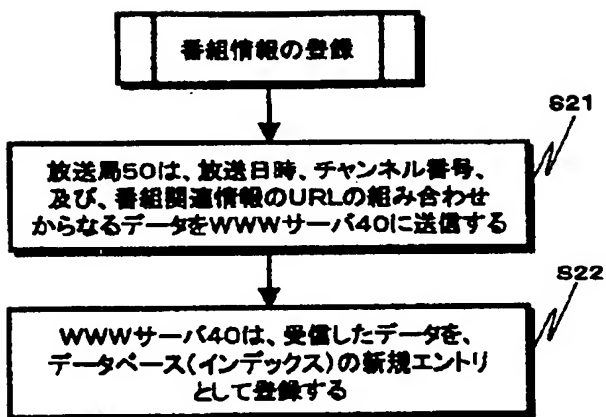 番組情報の登録
S21
放送局50は、放送日時、チャンネル番号、
及び、番組関連情報のURLの組み合わせ
からなるデータをWWWサーバ40に送信する
S22
WWWサーバ40は、受信したデータを、
データベース(インデックス)の新規エントリ
として登録する